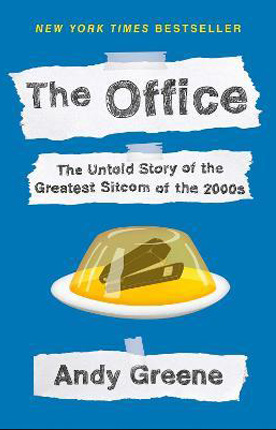 NEW YORK TIMES BESTSELLER
The Office
The Untold Story of the
Greatest Sitcom of the 2000s
Andy Greene